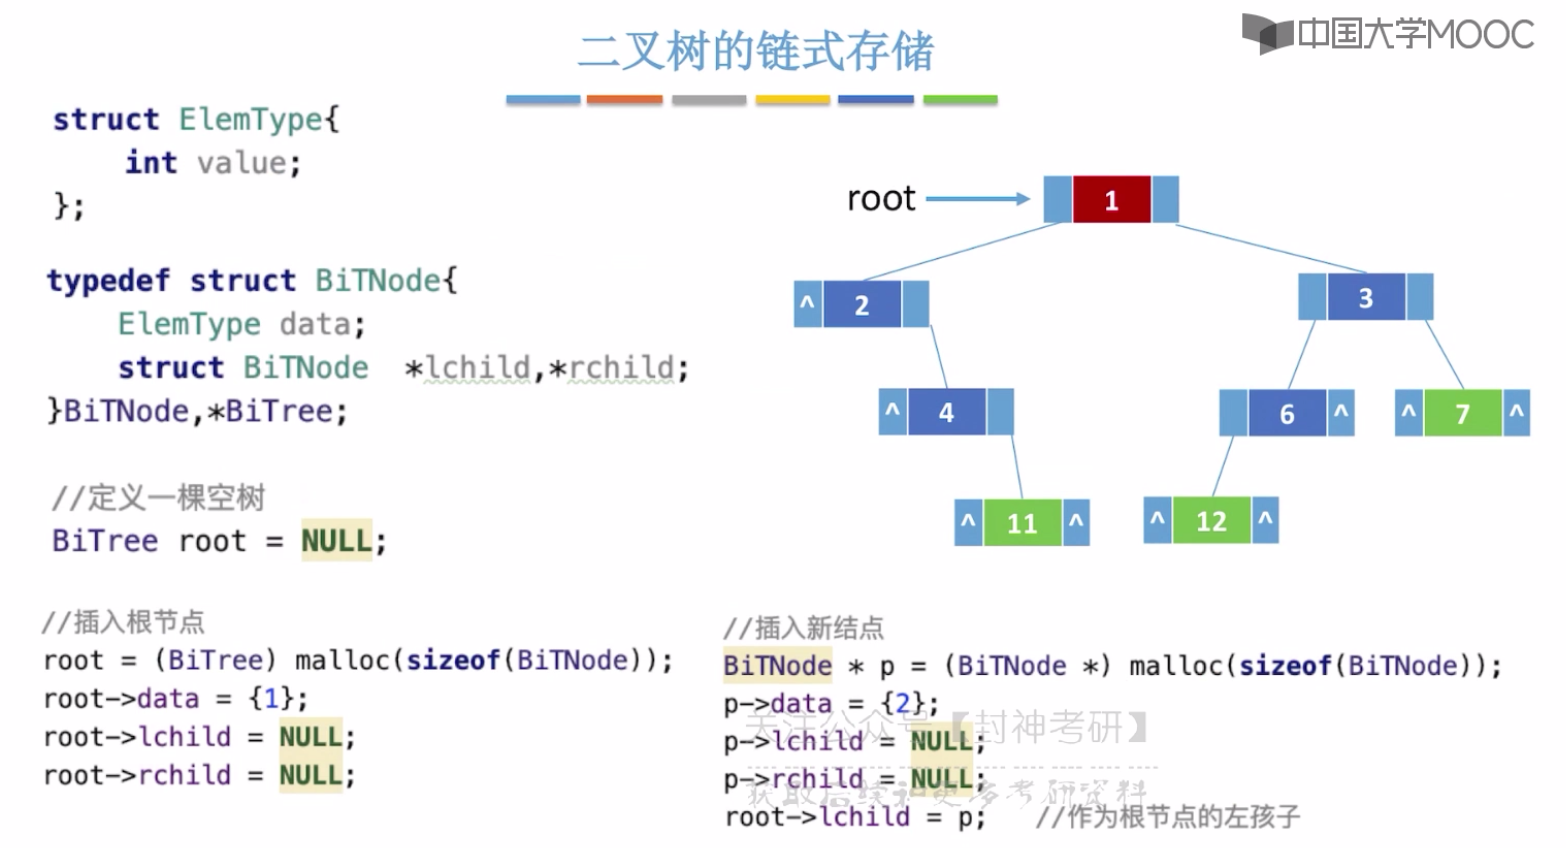 中国大学MOOC
二叉树的链式存储
struct ElemType{
    int value;
};
typedef struct BiTNode{
    ElemType data;
    struct BiTNode  *lchild,*rchild;
}BiTNode,*BiTree;
//定义一棵空树
BiTree root = NULL;
//插入根节点
root = (BiTree) malloc(sizeof(BiTNode));
root->data = {1};
root->lchild = NULL;
root->rchild = NULL;
root
1
^ 2
3
^ 4
6 ^
^ 7 ^
^ 11 ^
^ 12 ^
//插入新结点
BiTNode * p = (BiTNode *) malloc(sizeof(BiTNode));
p->data = {2};
p->lchild = NULL;
p->rchild = NULL;
root->lchild = p;   //作为根节点的左孩子
关注公众号【封神考研】
获取后续和更多考研资料